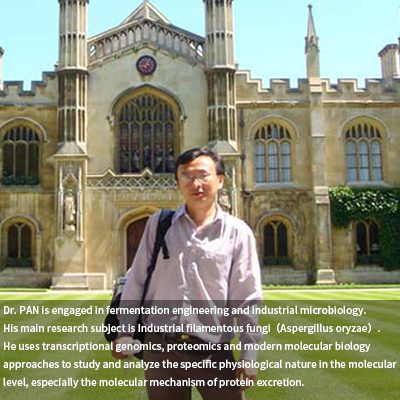 Dr. PAN is engaged in fermentation engineering and industrial microbiology.
His main research subject is industrial filamentous fungi（Aspergillus oryzae）.
He uses transcriptional genomics, proteomics and modern molecular biology
approaches to study and analyze the specific physiological nature in the molecular
level, especially the molecular mechanism of protein excretion.